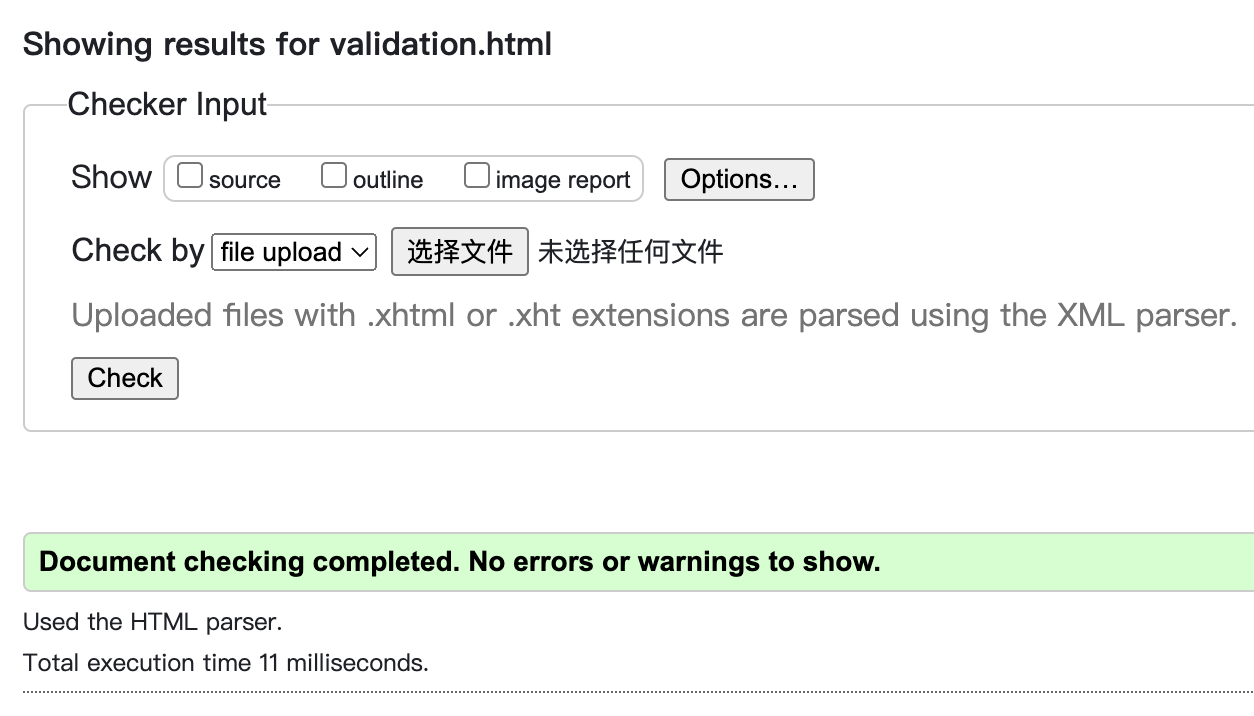 Showing results for validation.html
Checker Input
Show source outline image report Options...
Check by file upload 选择文件 未选择任何文件
Uploaded files with .xhtml or .xht extensions are parsed using the XML parser.
Check
Document checking completed. No errors or warnings to show.
Used the HTML parser.
Total execution time 11 milliseconds.